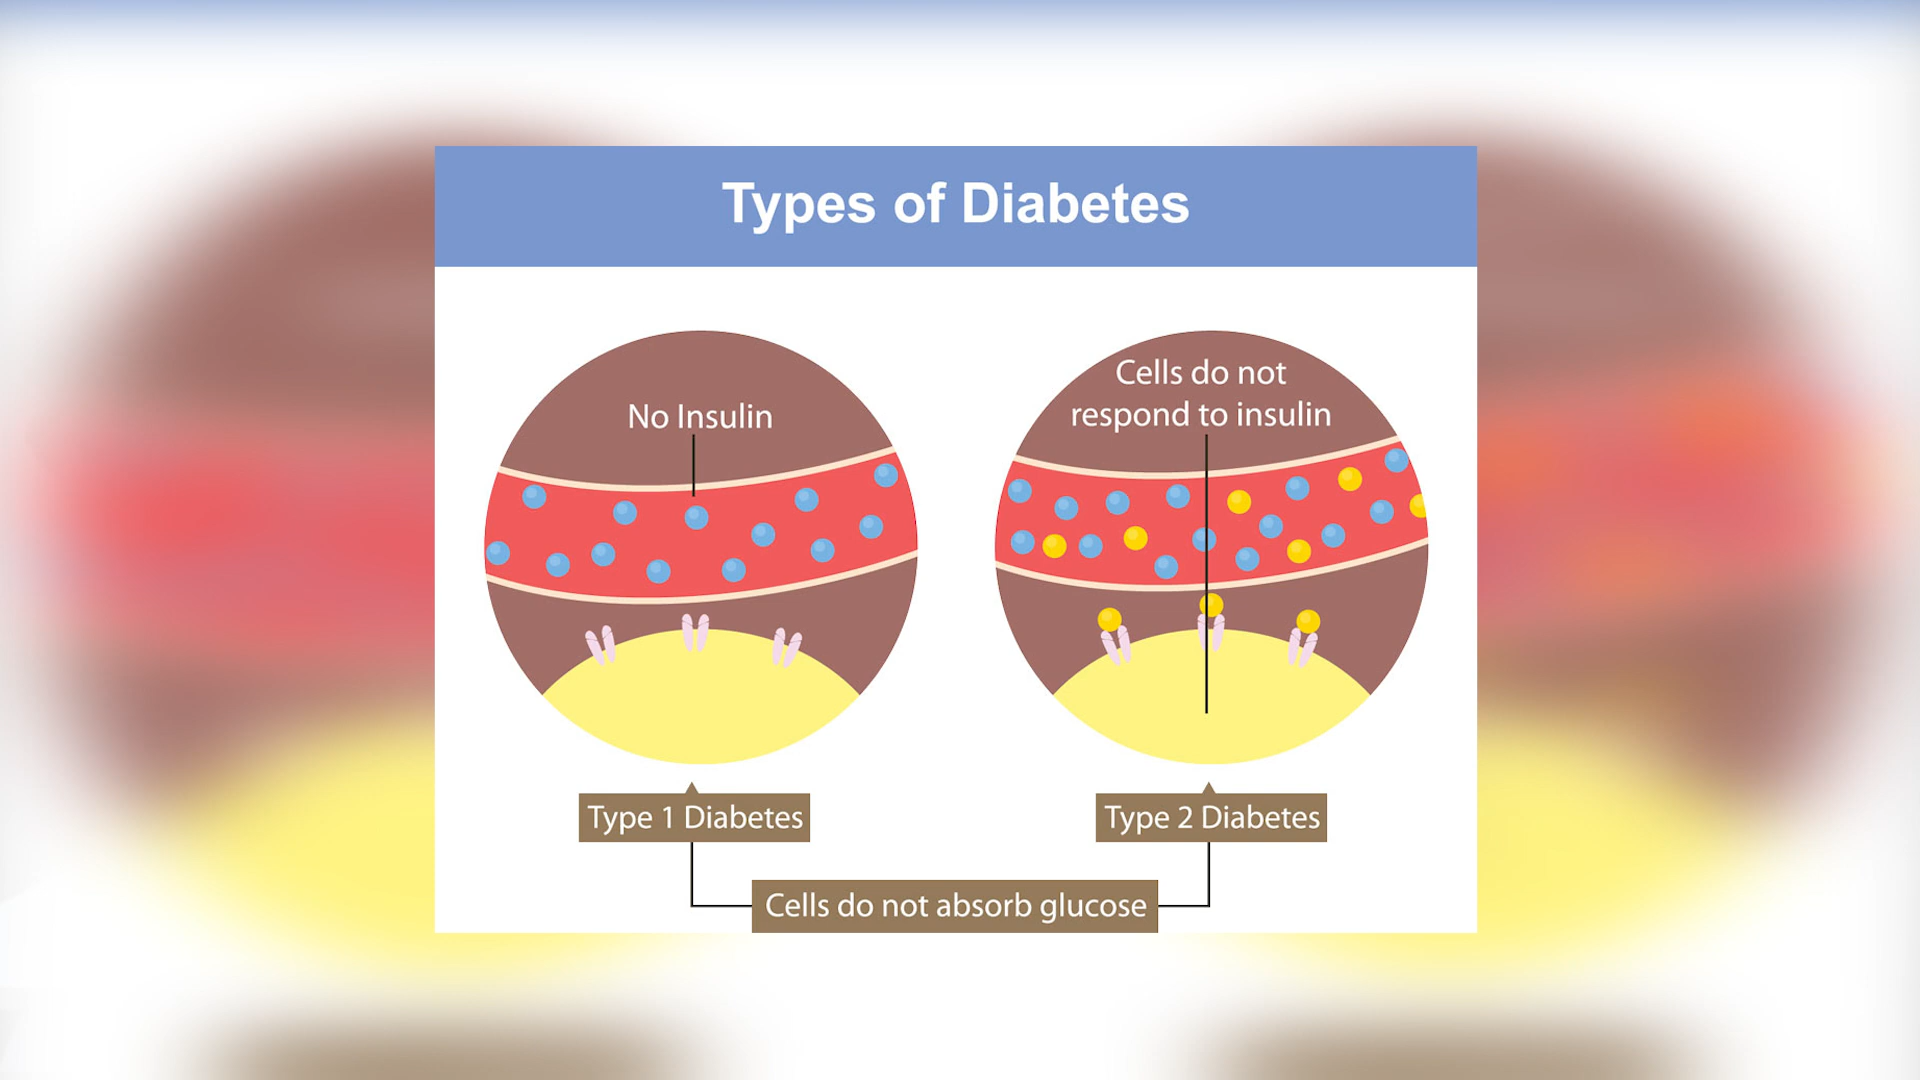 Types of Diabetes
No Insulin
Cells do not
respond to insulin
Type 1 Diabetes
Type 2 Diabetes
Cells do not absorb glucose